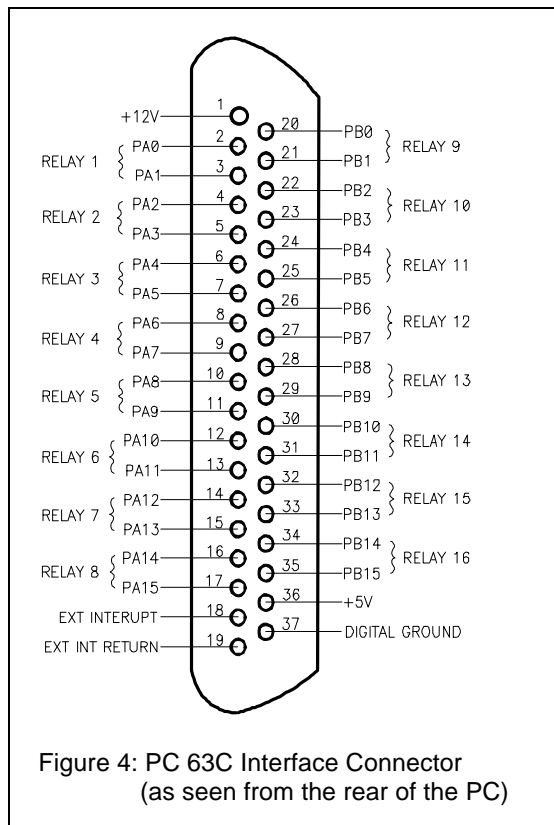 +12V 1
20 PB0
RELAY 9
PA0 2
21 PB1
RELAY 1
PA1 3
22 PB2
PA2 4
RELAY 10
RELAY 2
23 PB3
PA3 5
24 PB4
PA4 6
RELAY 11
RELAY 3
25 PB5
PA5 7
26 PB6
PA6 8
RELAY 12
RELAY 4
27 PB7
PA7 9
28 PB8
PA8 10
RELAY 13
RELAY 5
29 PB9
PA9 11
30 PB10
PA10 12
RELAY 14
RELAY 6
31 PB11
PA11 13
32 PB12
PA12 14
RELAY 15
RELAY 7
33 PB13
PA13 15
34 PB14
PA14 16
RELAY 16
RELAY 8
35 PB15
PA15 17
36 +5V
EXT INTERUPT 18
37 DIGITAL GROUND
EXT INT RETURN 19
Figure 4: PC 63C Interface Connector
(as seen from the rear of the PC)